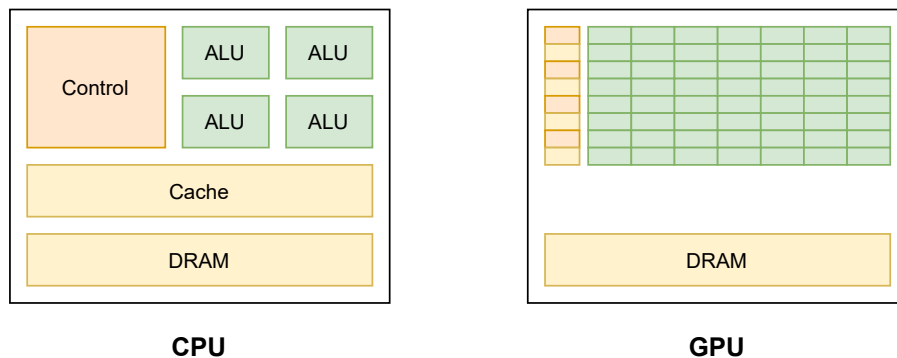 Control
ALU
ALU
ALU
ALU
Cache
DRAM
CPU
DRAM
GPU